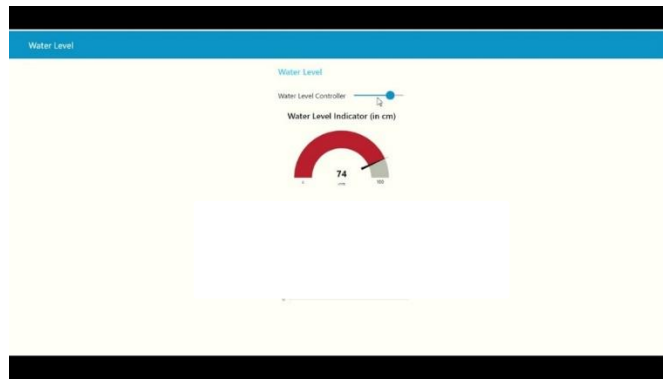 Water Level
Water Level
Water Level Controller
Water Level Indicator (in cm)
74
100